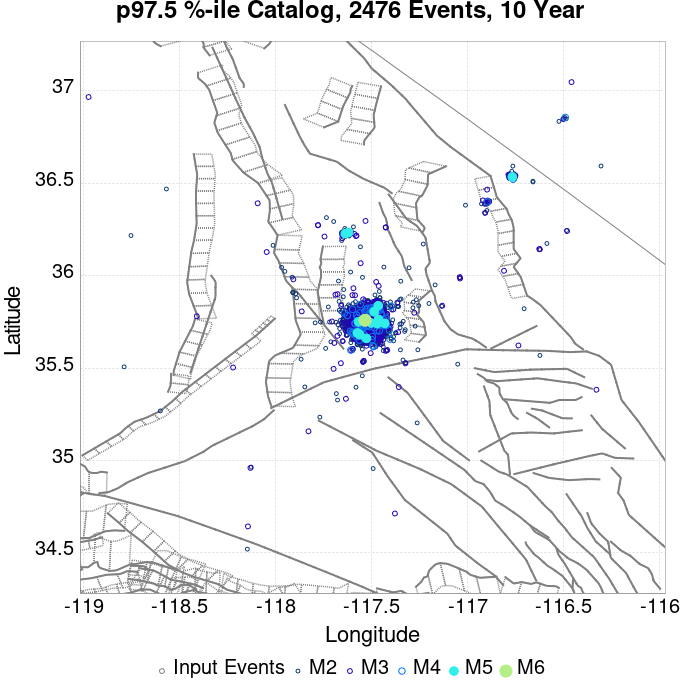 p97.5 %-ile Catalog, 2476 Events, 10 Year
37
36.5
36
35.5
35
34.5
Latitude
-119
-118.5
-118
-117.5
-117
-116.5
-116
Longitude
Input Events
M2
M3
M4
M5
M6